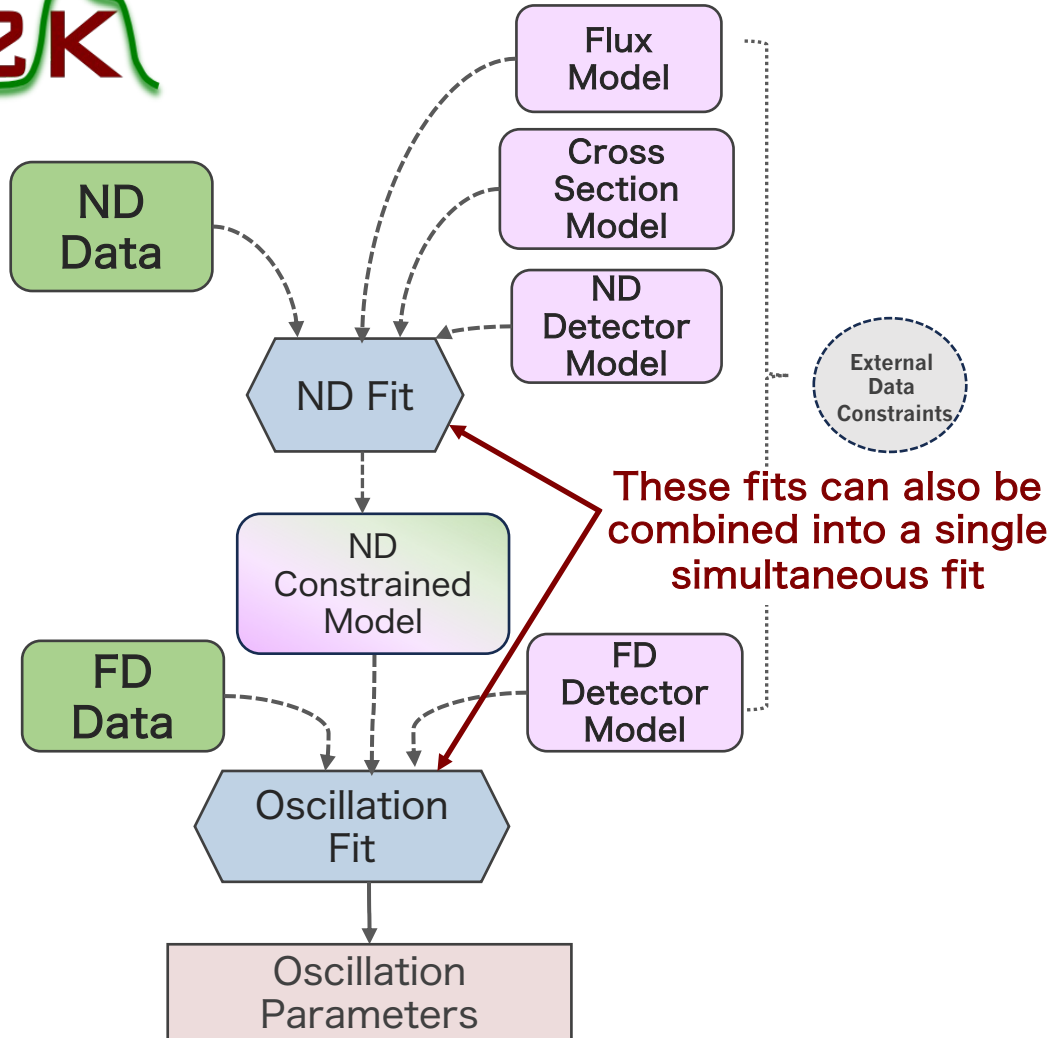 2K
Flux
Model
Cross
Section
Model
ND
Data
ND
Detector
Model
External
Data
Constraints
ND Fit
These fits can also be
combined into a single
simultaneous fit
ND
Constrained
Model
FD
Data
FD
Detector
Model
Oscillation
Fit
Oscillation
Parameters